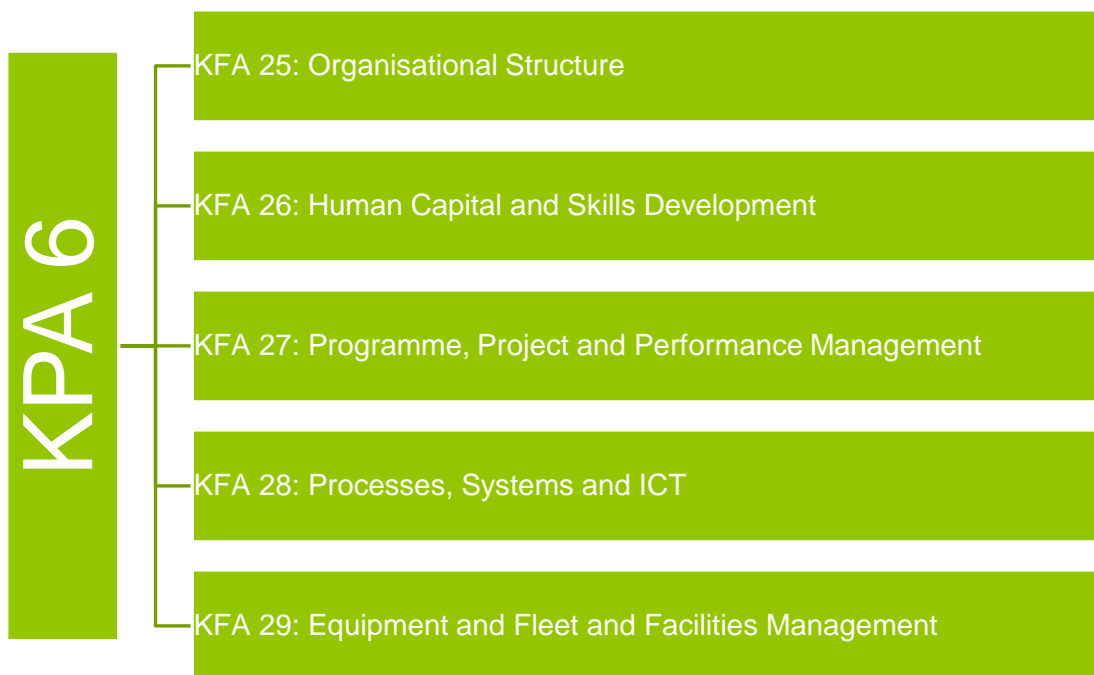 KPA 6
KFA 25: Organisational Structure
KFA 26: Human Capital and Skills Development
KFA 27: Programme, Project and Performance Management
KFA 28: Processes, Systems and ICT
KFA 29: Equipment and Fleet and Facilities Management